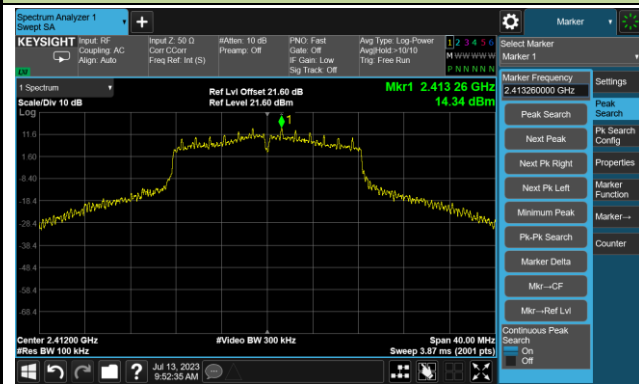 Spectrum Analyzer 1
Swept SA
+
Marker
KEYSIGHT
Input: RF
Coupling: AC
Align: Auto
Input Z: 50 Ω
Corr CCorr
Freq Ref: Int (S)
#Atten: 10 dB
Preamp: Off
PNO: Fast
Gate: Off
IF Gain: Low
Sig Track: Off
Avg Type: Log-Power
Avg|Hold:>10/10
Trig: Free Run
1 2 3 4 5 6
M W W W W W
P N N N N N
LXI
Select Marker
Marker 1
1 Spectrum
Scale/Div 10 dB
Log
Ref Lvl Offset 21.60 dB
Ref Level 21.60 dBm
Mkr1 2.413 26 GHz
14.34 dBm
1
11.6
1.60
-8.40
-18.4
-28.4
-38.4
-48.4
-58.4
-68.4
Center 2.41200 GHz
#Res BW 100 kHz
#Video BW 300 kHz
Span 40.00 MHz
Sweep 3.87 ms (2001 pts)
Marker Frequency
2.413260000 GHz
Peak Search
Next Peak
Next Pk Right
Next Pk Left
Minimum Peak
Pk-Pk Search
Marker Delta
Mkr→CF
Mkr→Ref Lvl
Continuous Peak
Search
On
Off
Settings
Peak
Search
Pk Search
Config
Properties
Marker
Function
Marker→
Counter
?
Jul 13, 2023
9:52:35 AM